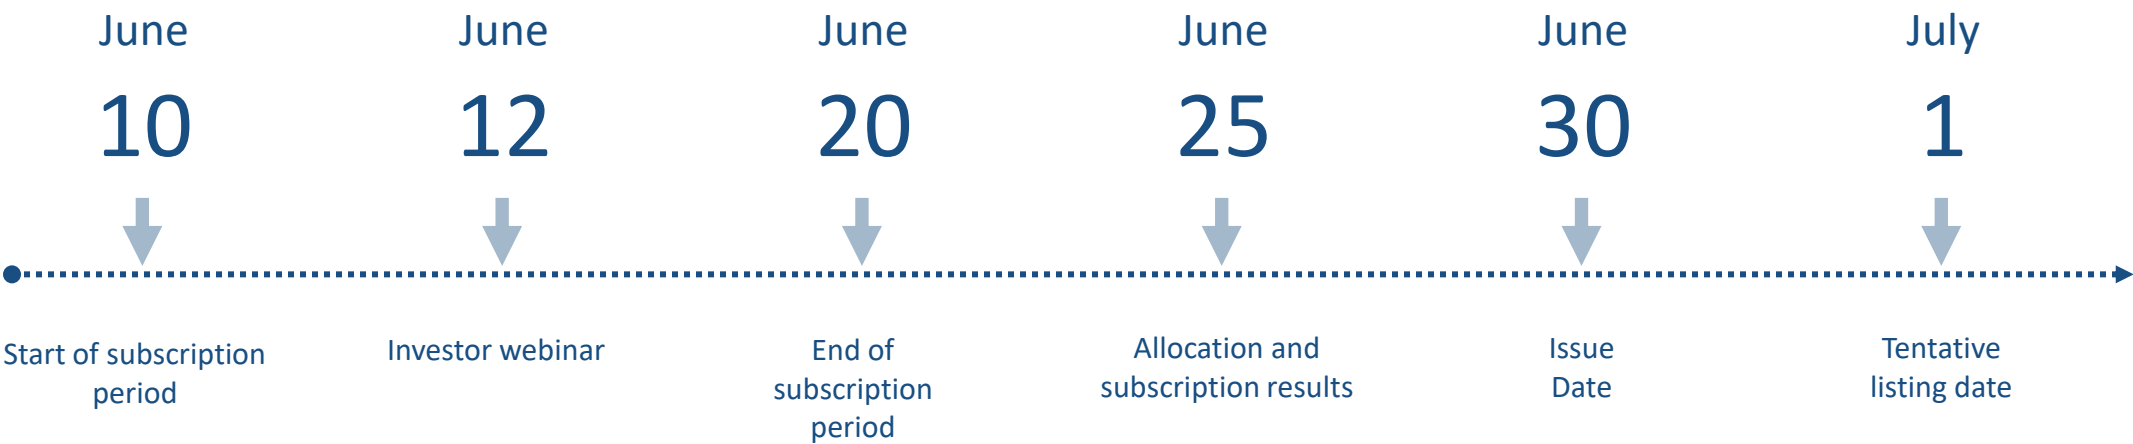 June
10
Start of subscription
period
June
12
Investor webinar
June
20
End of
subscription
period
June
25
Allocation and
subscription results
June
30
Issue
Date
July
1
Tentative
listing date